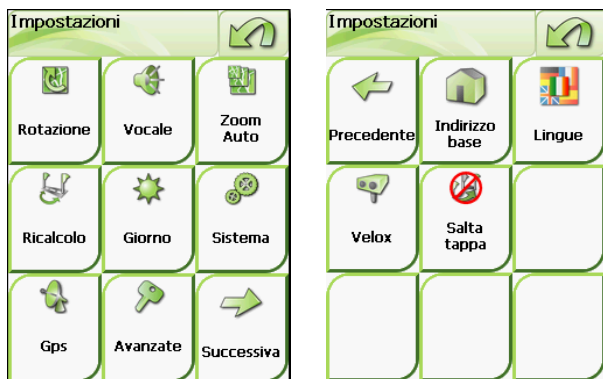 Impostazioni
Rotazione
Vocale
Zoom
Auto
Ricalcolo
Giorno
Sistema
Gps
Avanzate
Successiva
Impostazioni
Precedente
Indirizzo
base
Lingue
Velox
Salta
tappa